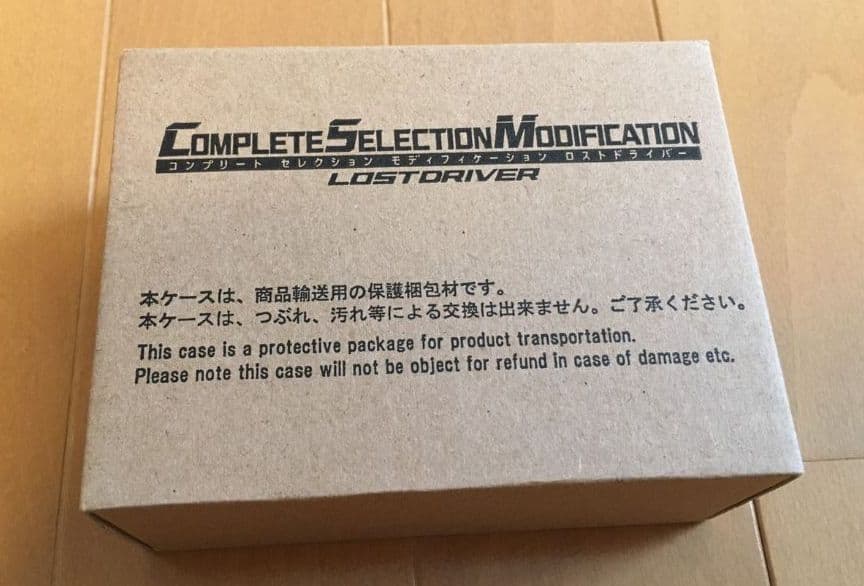 COMPLETE SELECTION MODIFICATION
コンプリート セレクション モディフィケーション ロストドライバー
LOSTDRIVER
本ケースは、商品輸送用の保護梱包材です。
本ケースは、つぶれ、汚れ等による交換は出来ません。ご了承ください。
This case is a protective package for product transportation.
Please note this case will not be object for refund in case of damage etc.